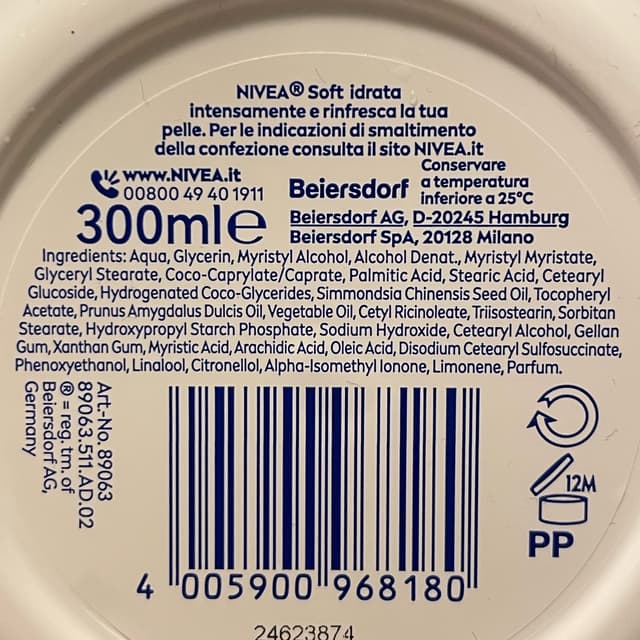 NIVEA® Soft idrata
intensamente e rinfresca la tua
pelle. Per le indicazioni di smaltimento
della confezione consulta il sito NIVEA.it
www.NIVEA.it
00800 49 40 1911
300ml e
Beiersdorf
Conservare
a temperatura
inferiore a 25°C
Beiersdorf AG, D-20245 Hamburg
Beiersdorf SpA, 20128 Milano
Ingredients: Aqua, Glycerin, Myristyl Alcohol, Alcohol Denat., Myristyl Myristate,
Glyceryl Stearate, Coco-Caprylate/Caprate, Palmitic Acid, Stearic Acid, Cetearyl
Glucoside, Hydrogenated Coco-Glycerides, Simmondsia Chinensis Seed Oil, Tocopheryl
Acetate, Prunus Amygdalus Dulcis Oil, Vegetable Oil, Cetyl Ricinoleate, Triisostearin, Sorbitan
Stearate, Hydroxypropyl Starch Phosphate, Sodium Hydroxide, Cetearyl Alcohol, Gellan
Gum, Xanthan Gum, Myristic Acid, Arachidic Acid, Oleic Acid, Disodium Cetearyl Sulfosuccinate,
Phenoxyethanol, Linalool, Citronellol, Alpha-Isomethyl Ionone, Limonene, Parfum.
Art.-No. 89063
89063.511.AD.02
® = reg. tm. of
Beiersdorf AG,
Germany
12M
PP
4 005900 968180
24623874